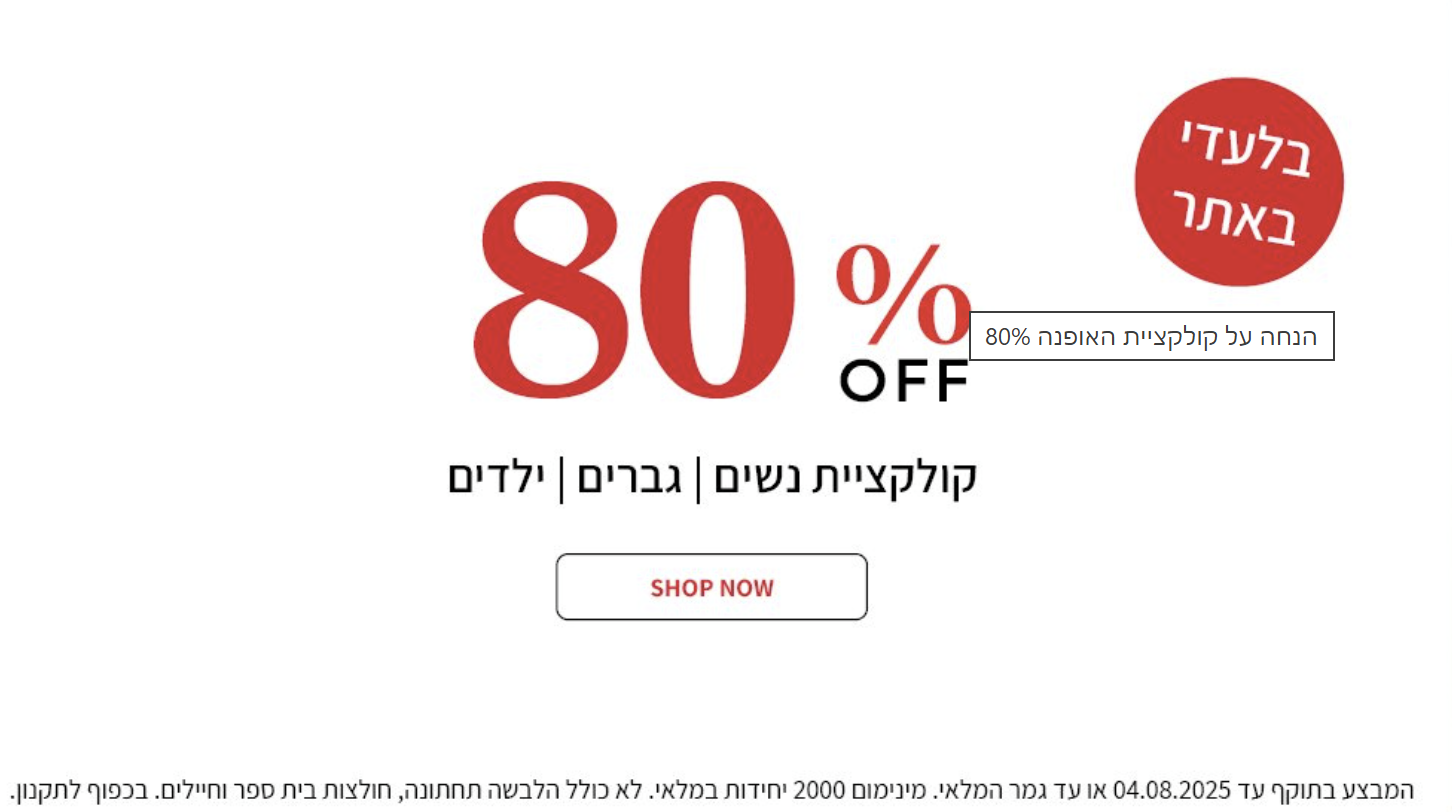 בלעדי
באתר
80%
OFF
80% הנחה על קולקציית האופנה
קולקציית נשים | גברים | ילדים
SHOP NOW
המבצע בתוקף עד 04.08.2025 או עד גמר המלאי. מינימום 2000 יחידות במלאי. לא כולל הלבשה תחתונה, חולצות בית ספר וחיילים. בכפוף לתקנון.